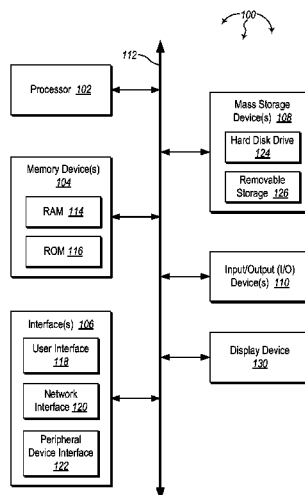 100
112
Processor 102
Memory Device(s)
104
RAM 114
ROM 116
Interface(s) 106
User Interface
118
Network
Interface 120
Peripheral
Device Interface
122
Mass Storage
Device(s) 108
Hard Disk Drive
124
Removable
Storage 126
Input/Output (I/O)
Device(s) 110
Display Device
130